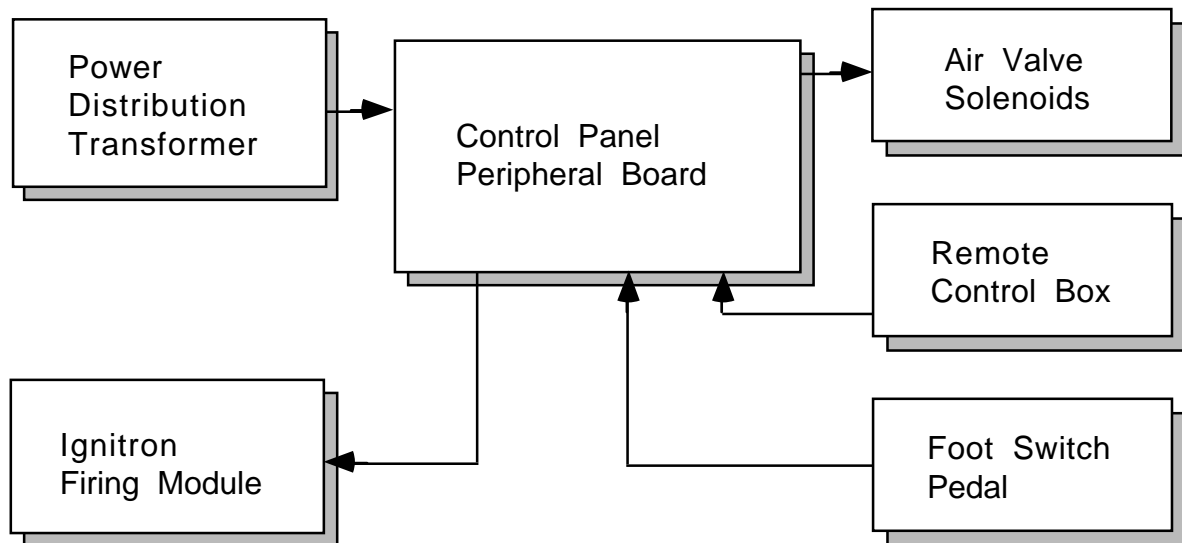 Power
Distribution
Transformer
Control Panel
Peripheral Board
Air Valve
Solenoids
Remote
Control Box
Ignitron
Firing Module
Foot Switch
Pedal